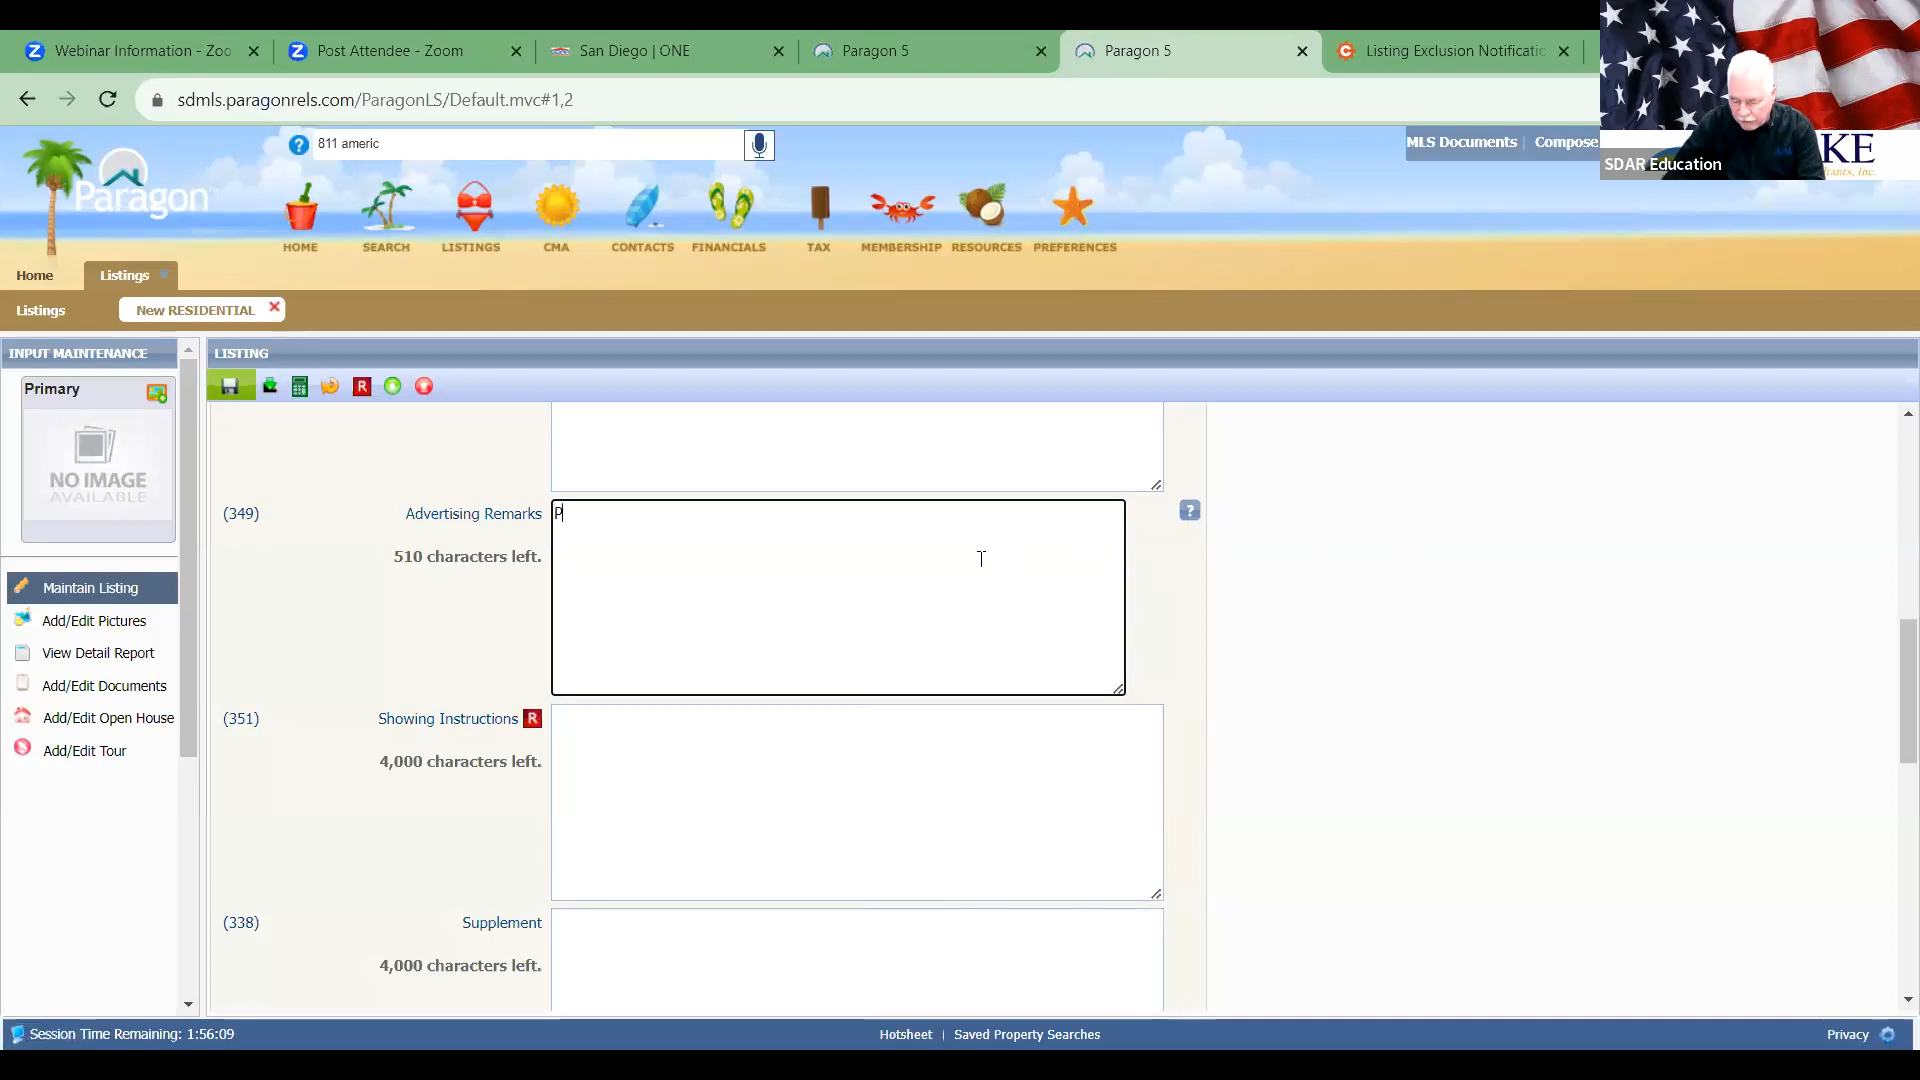 Webinar Information - Zoo
Post Attendee - Zoom
San Diego | ONE
Paragon 5
Paragon 5
Listing Exclusion Notificatio
sdmls.paragonrels.com/ParagonLS/Default.mvc#1,2
811 americ
MLS Documents | Compose
KE
SDAR Education
Paragon
HOME SEARCH LISTINGS CMA CONTACTS FINANCIALS TAX MEMBERSHIP RESOURCES PREFERENCES
Home Listings
Listings New RESIDENTIAL
INPUT MAINTENANCE
LISTING
Primary
R
NO IMAGE
AVAILABLE
(349) Advertising Remarks P
510 characters left.
Maintain Listing
Add/Edit Pictures
View Detail Report
Add/Edit Documents
Add/Edit Open House
Add/Edit Tour
(351) Showing Instructions R
4,000 characters left.
(338) Supplement
4,000 characters left.
Session Time Remaining: 1:56:09
Hotsheet | Saved Property Searches
Privacy